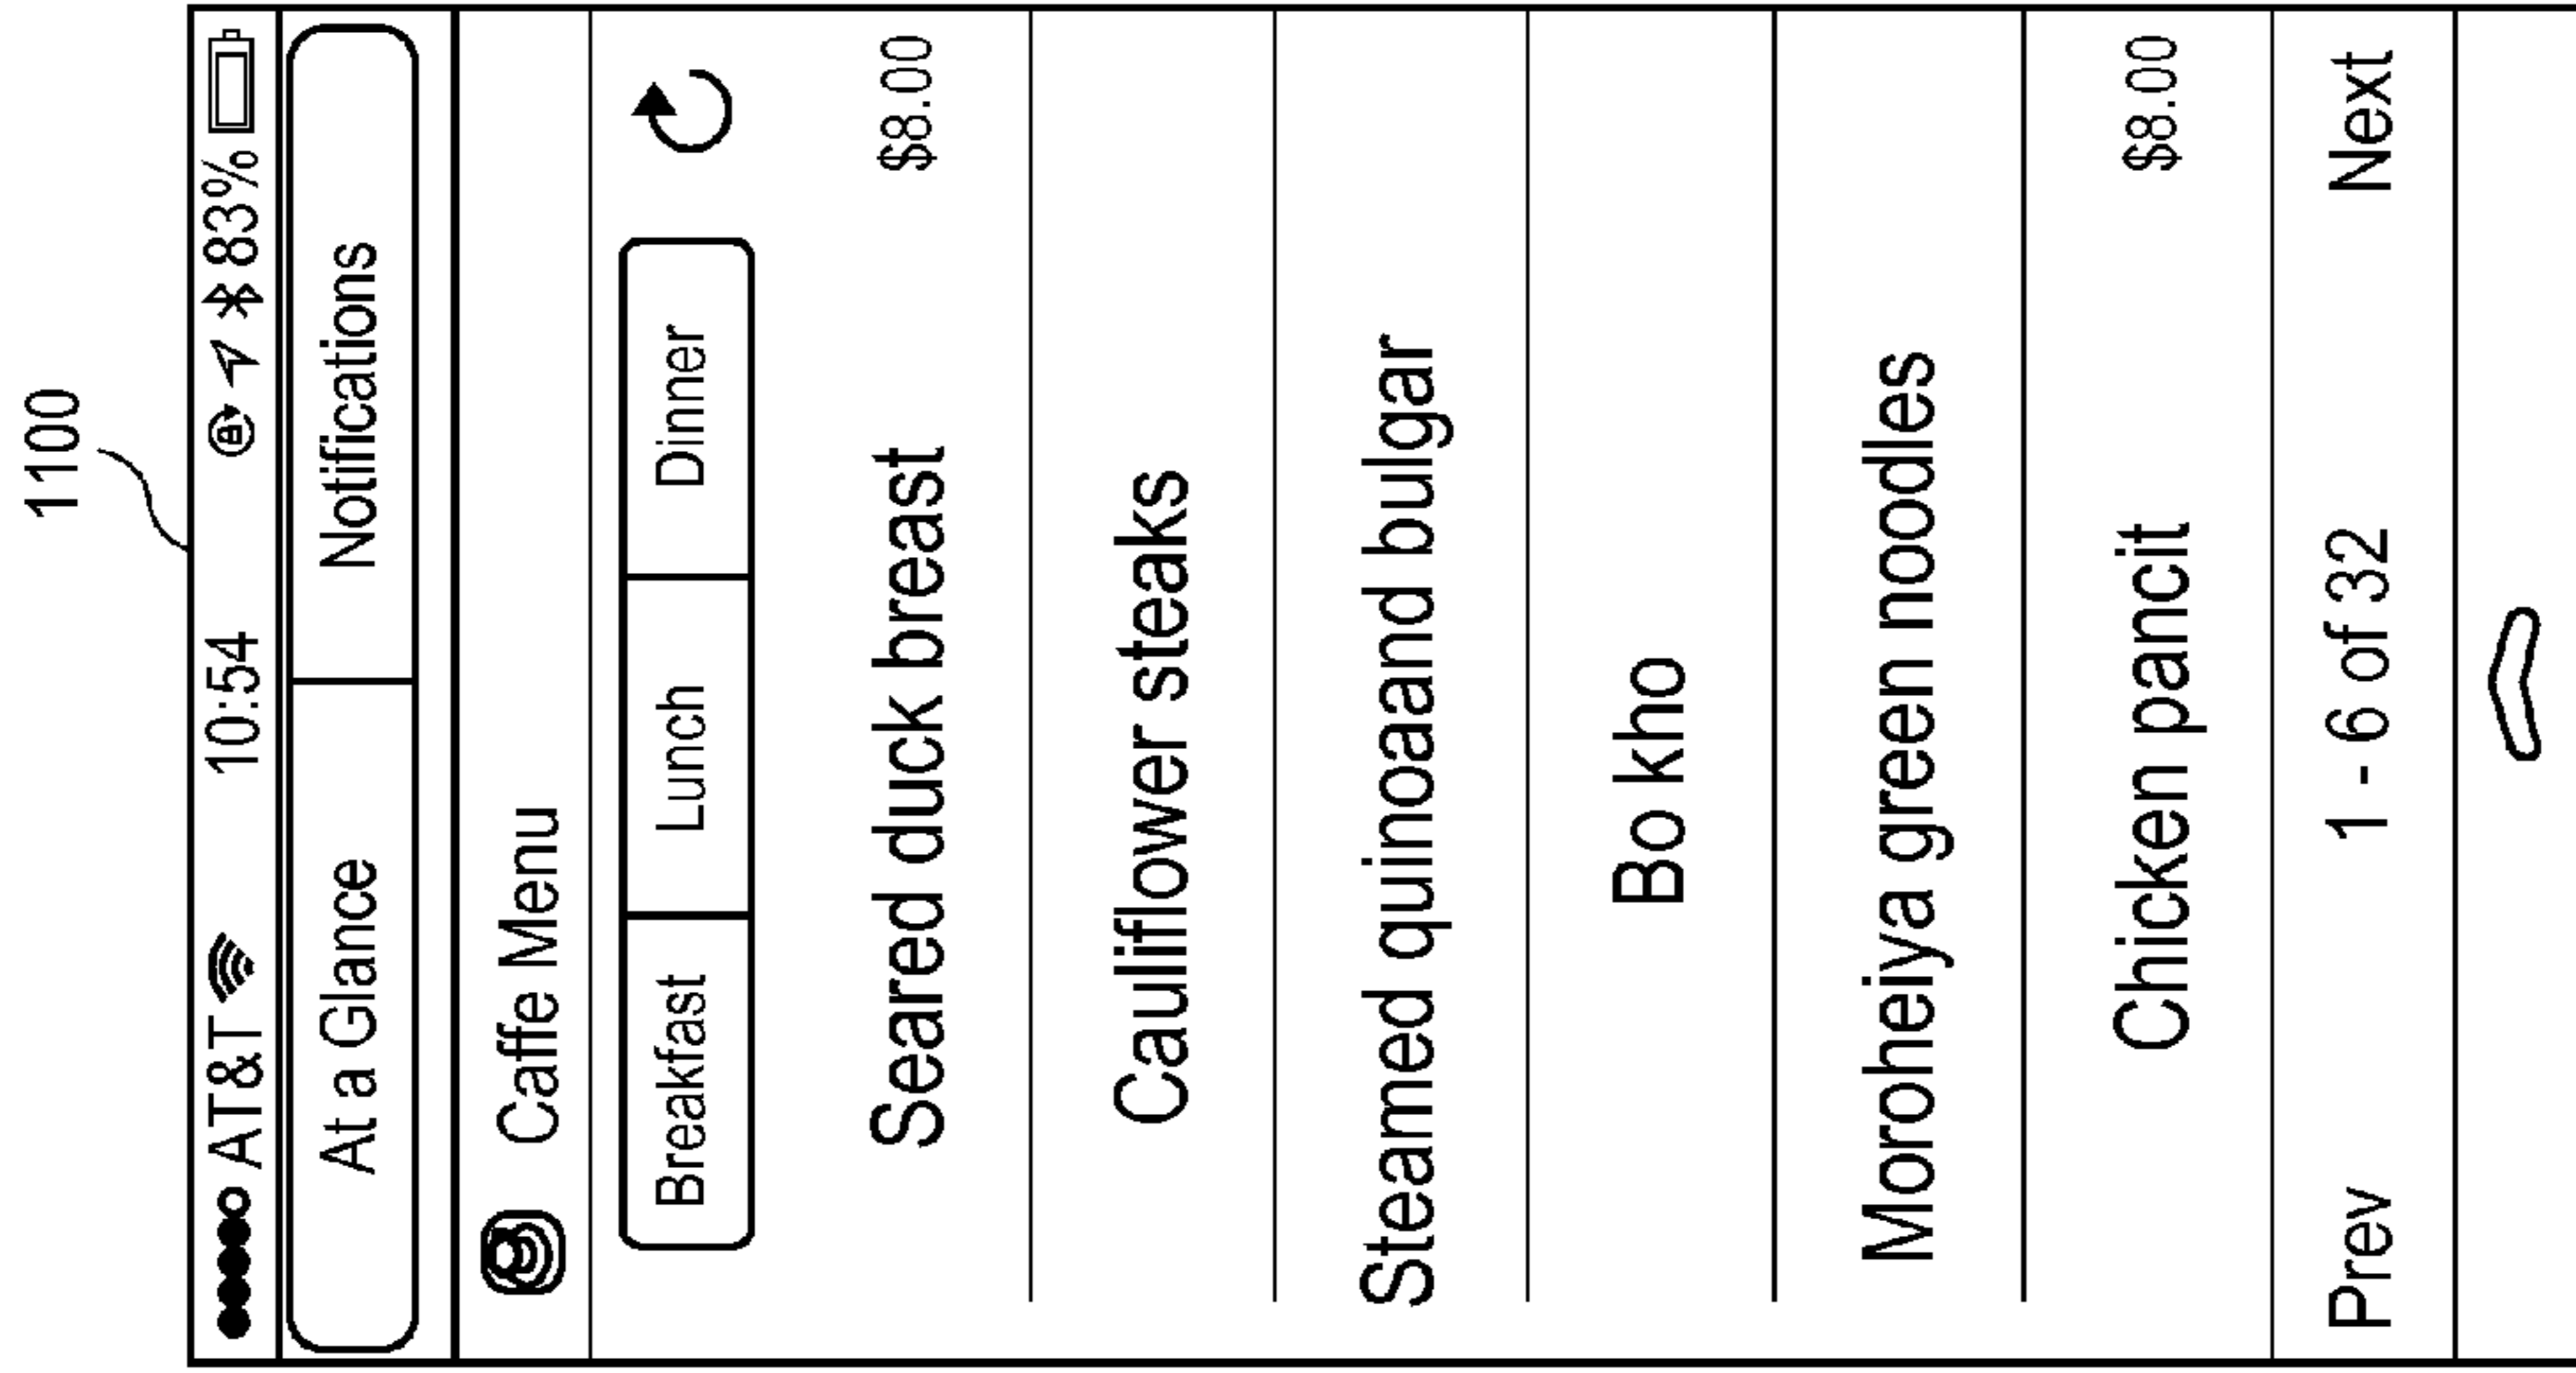 1100
AT&T 10:54 83%
At a Glance Notifications
Caffe Menu
Breakfast Lunch Dinner
Seared duck breast $8.00
Cauliflower steaks
Steamed quinoaand bulgar
Bo kho
Moroheiya green noodles
Chicken pancit $8.00
Prev 1 - 6 of 32 Next